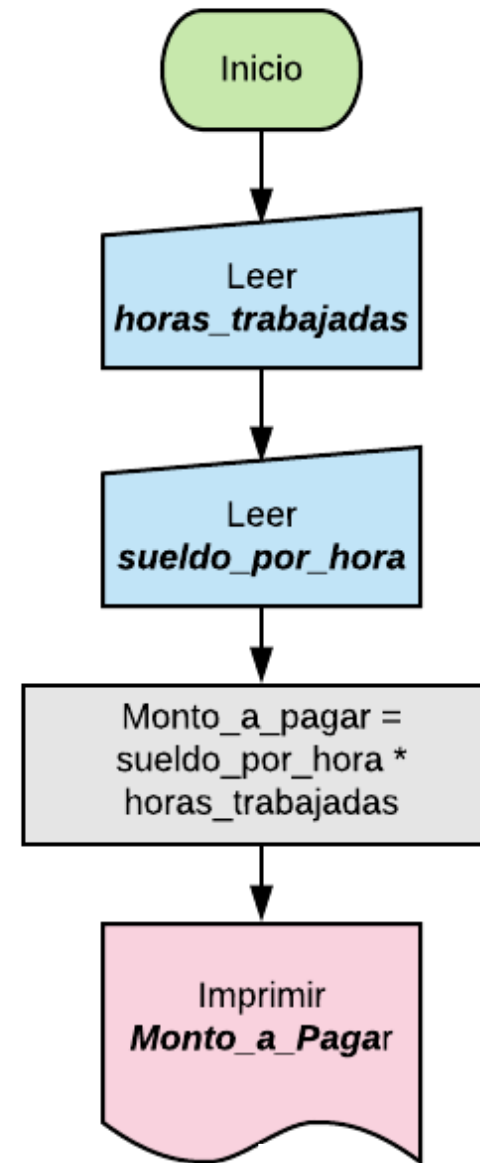 Inicio
Leer
horas_trabajadas
Leer
sueldo_por_hora
Monto_a_pagar =
sueldo_por_hora *
horas_trabajadas
Imprimir
Monto_a_Pagar